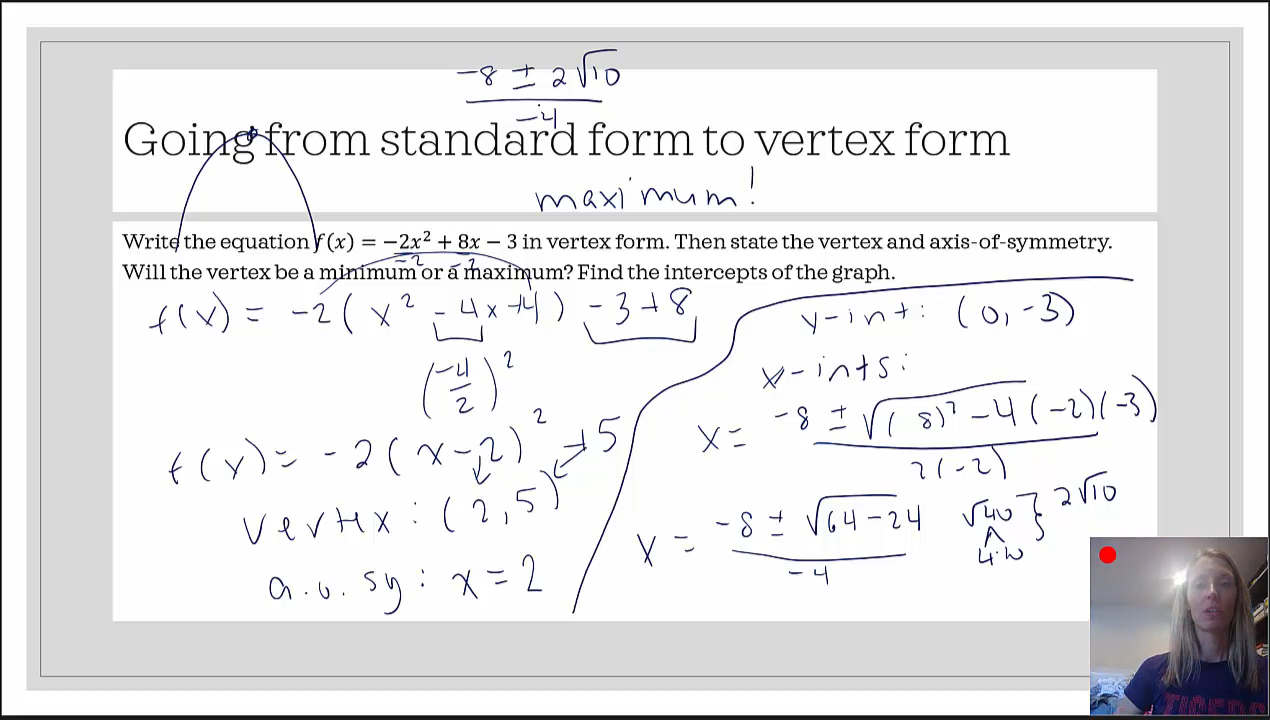 -8 ± 2√10
-4
Going from standard form to vertex form
maximum!
Write the equation f(x) = −2x² + 8x − 3 in vertex form. Then state the vertex and axis-of-symmetry.
-2 -2
Will the vertex be a minimum or a maximum? Find the intercepts of the graph.
f(x) = -2(x² - 4x +4) - 3 + 8
(-4/2)²
f(x) = -2(x-2)² + 5
vertex: (2, 5)
a.o.sy: x = 2
y-int: (0, -3)
x-ints:
x = -8 ± √(8)² - 4(-2)(-3)
2(-2)
x = -8 ± √64-24
-4
√40 } 2√10
4·10
TIGERS